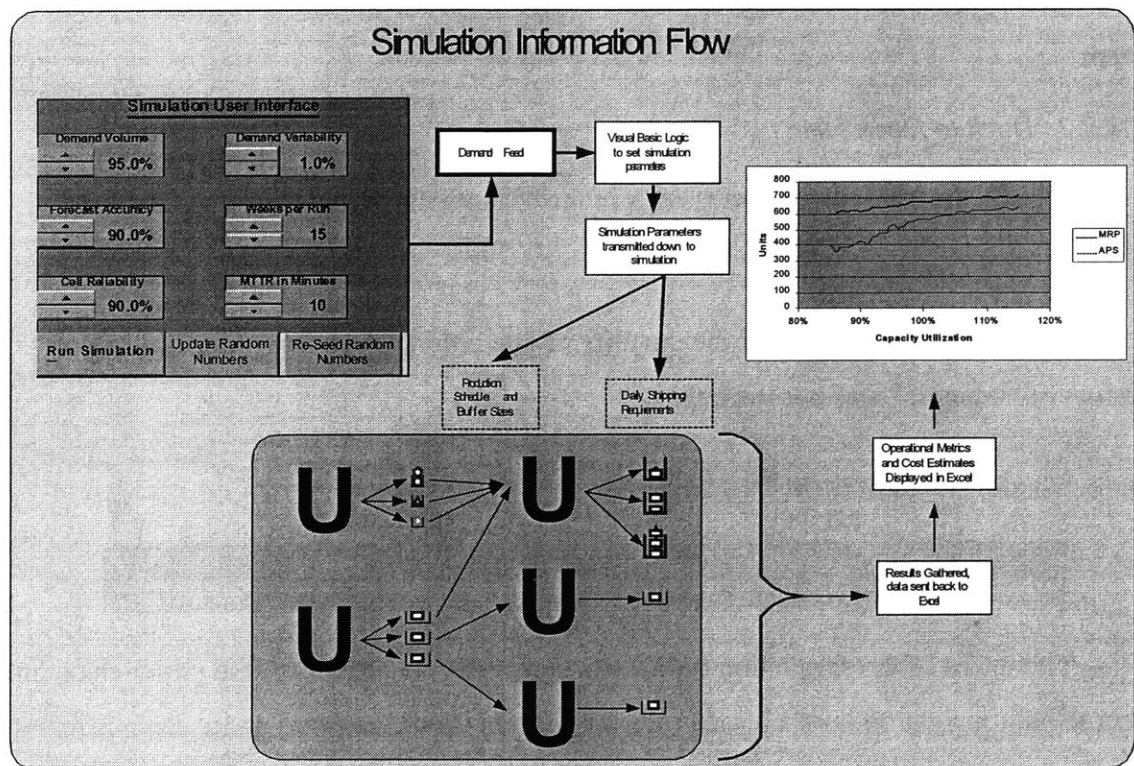 Simulation Information Flow
Simulation User Interface
Demand Volume
95.0%
Demand Variability
1.0%
Forecast Accuracy
90.0%
Weeks per Run
15
Cell Reliability
90.0%
MTTR in Minutes
10
Run Simulation
Update Random
Numbers
Re-Seed Random
Numbers
Demand Feed
Visual Basic Logic
to set simulation
parameters
Simulation Parameters
transmitted down to
simulation
800
700
600
500
400
300
200
100
0
Units
80%
90%
100%
110%
120%
Capacity Utilization
MRP
APS
Production
Schedule and
Buffer Sizes
Daily Shipping
Requirements
Operational Metrics
and Cost Estimates
Displayed in Excel
Results Gathered,
data sent back to
Excel